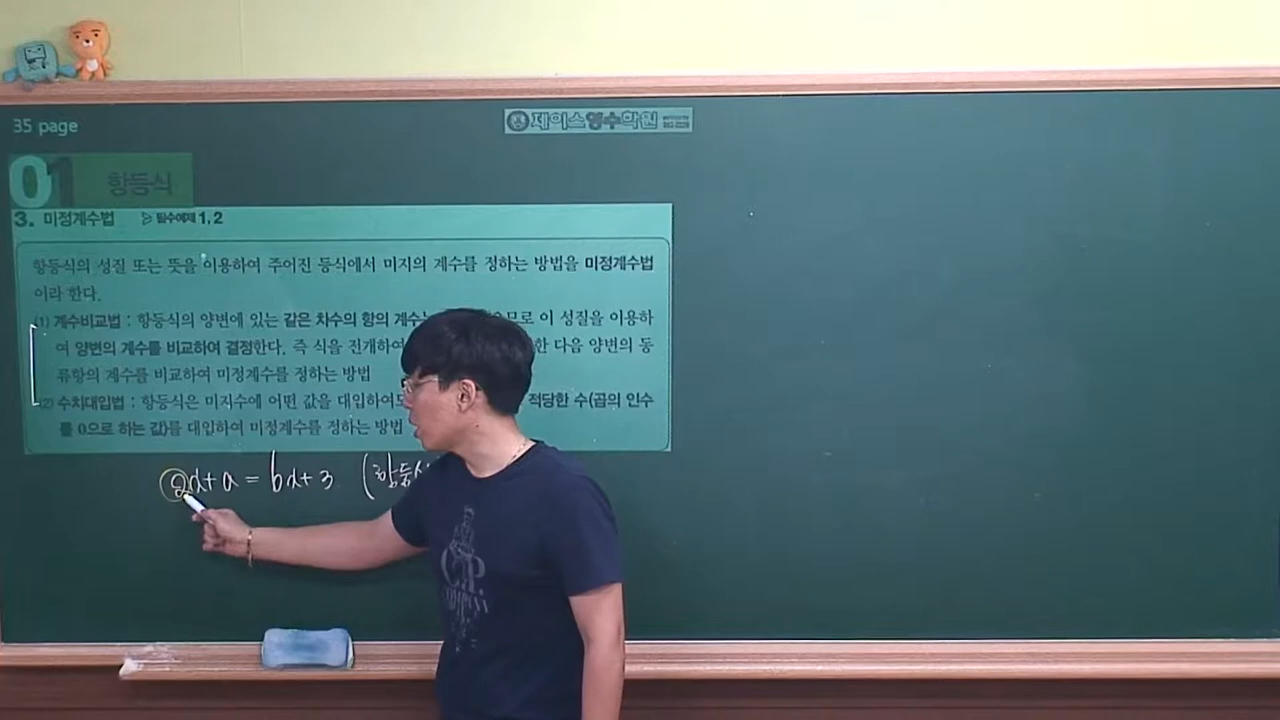 35 page
제이스영수학원
01 항등식
3. 미정계수법 ▷ 필수예제 1, 2
항등식의 성질 또는 뜻을 이용하여 주어진 등식에서 미지의 계수를 정하는 방법을 미정계수법
이라 한다.
(1) 계수비교법 : 항등식의 양변에 있는 같은 차수의 항의 계수는 므로 이 성질을 이용하
여 양변의 계수를 비교하여 결정한다. 즉 식을 전개하여 한 다음 양변의 동
류항의 계수를 비교하여 미정계수를 정하는 방법
(2) 수치대입법 : 항등식은 미지수에 어떤 값을 대입하여도 적당한 수(곱의 인수
를 0으로 하는 값)를 대입하여 미정계수를 정하는 방법
2x+a = bx+3 (항등식